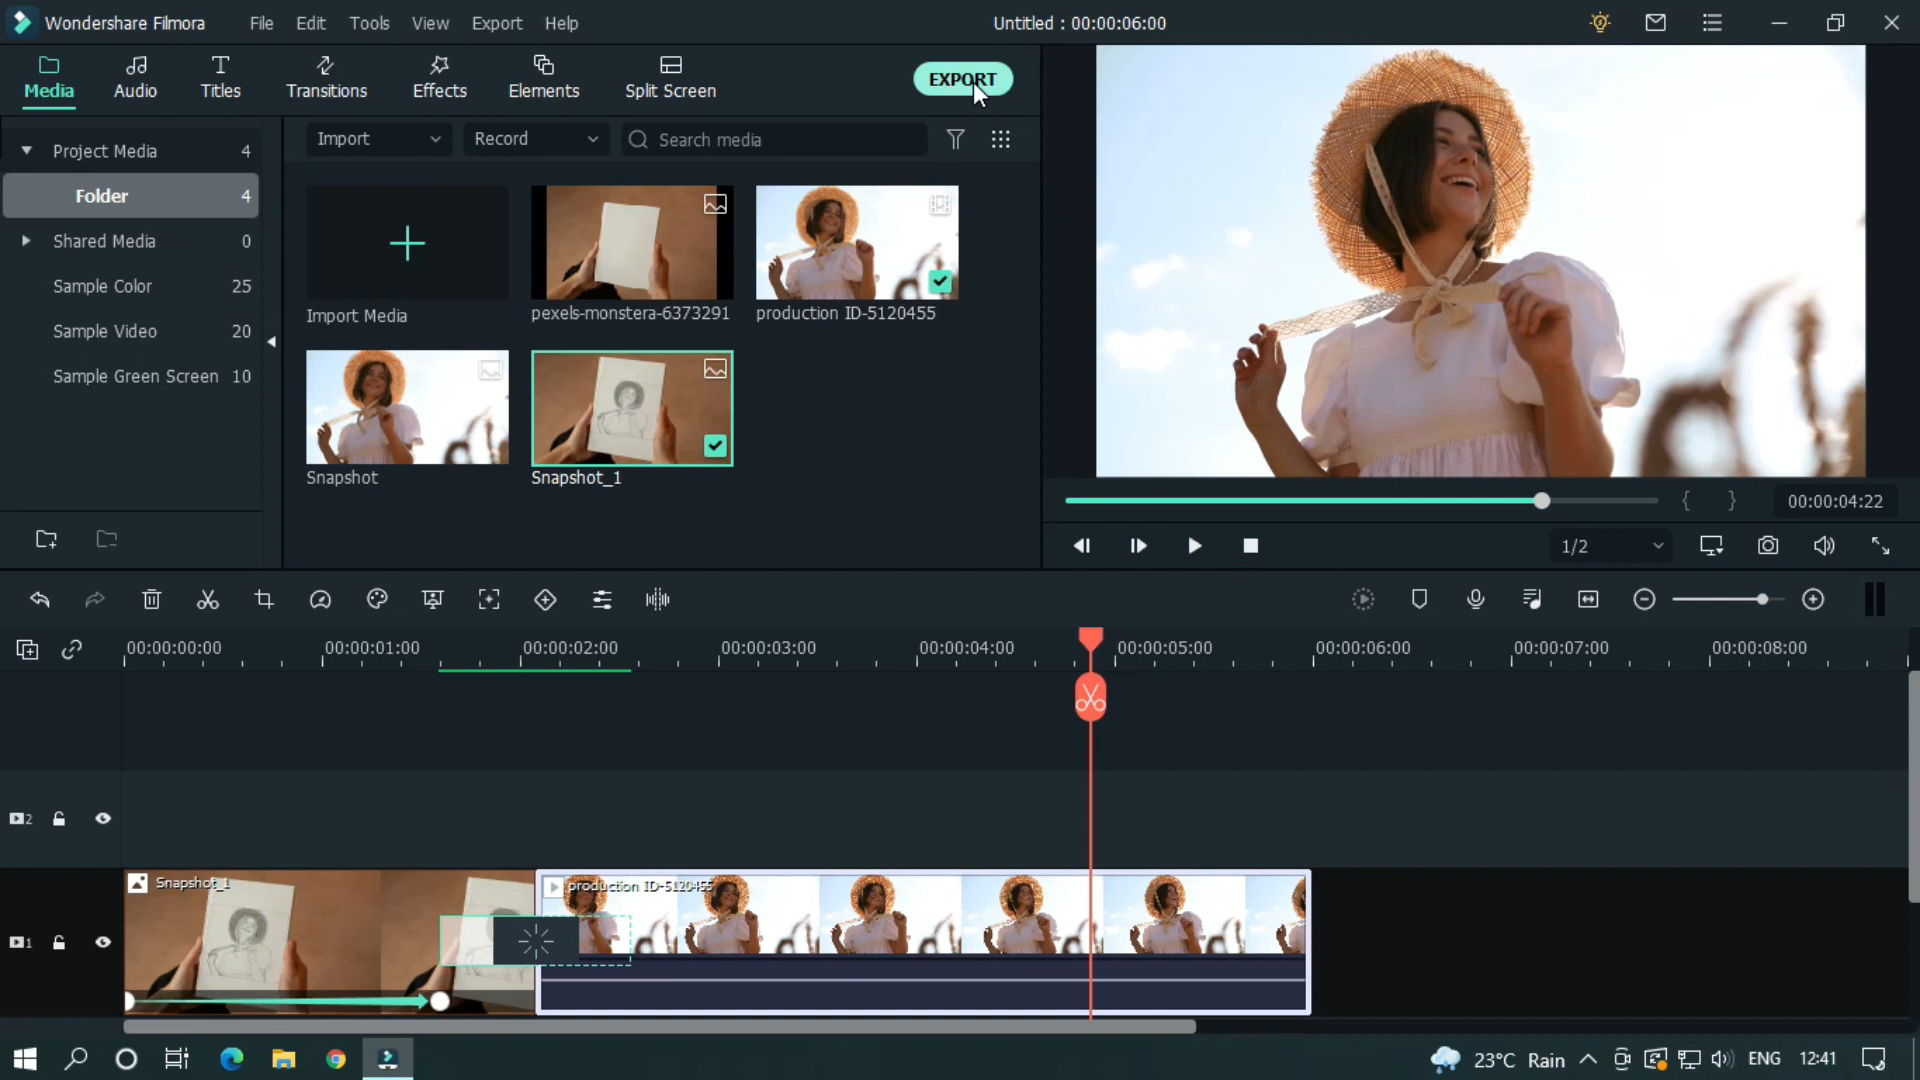 Wondershare Filmora File Edit Tools View Export Help Untitled : 00:00:06:00
Media Audio Titles Transitions Effects Elements Split Screen EXPORT
Project Media 4
Folder 4
Shared Media 0
Sample Color 25
Sample Video 20
Sample Green Screen 10
Import Record Search media
Import Media
pexels-monstera-6373291
production ID-5120455
Snapshot
Snapshot_1
{ } 00:00:04:22
1/2
00:00:00:00 00:00:01:00 00:00:02:00 00:00:03:00 00:00:04:00 00:00:05:00 00:00:06:00 00:00:07:00 00:00:08:00
2
1
Snapshot_1
production ID-5120455
23°C Rain ENG 12:41